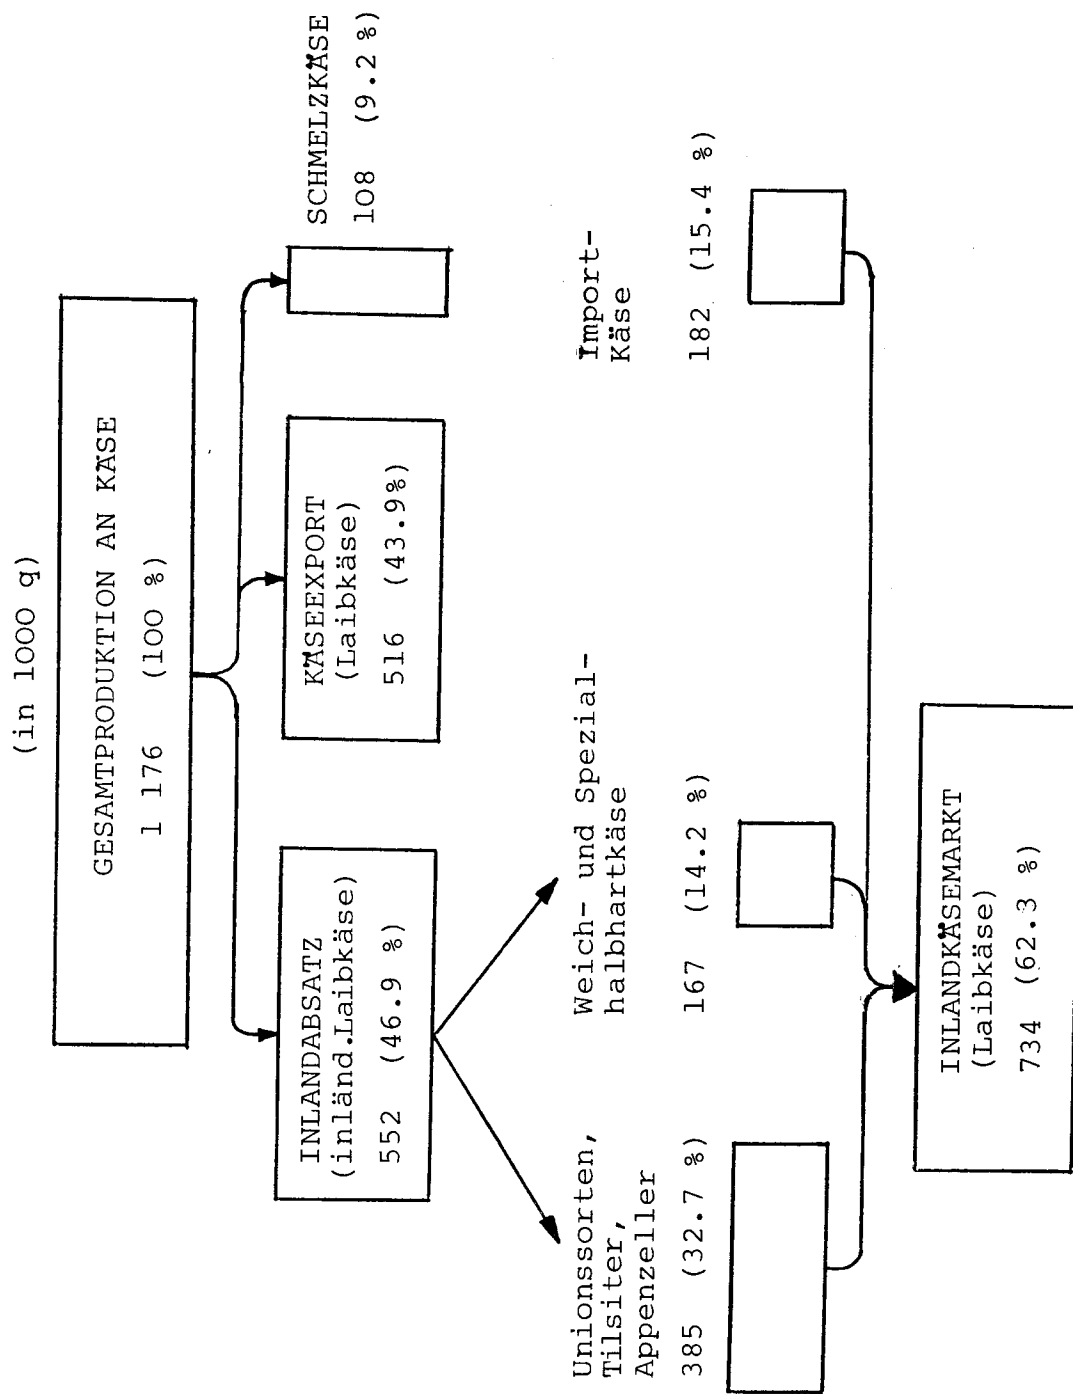 (in 1000 q)
GESAMTPRODUKTION AN KÄSE
1 176 (100 %)
INLANDABSATZ
(inländ.Laibkäse)
552 (46.9 %)
KÄSEEXPORT
(Laibkäse)
516 (43.9%)
SCHMELZKÄSE
108 (9.2 %)
Unionssorten,
Tilsiter,
Appenzeller
385 (32.7 %)
Weich- und Spezial-
halbhartkäse
167 (14.2 %)
Import-
Käse
182 (15.4 %)
INLANDKÄSEMARKT
(Laibkäse)
734 (62.3 %)